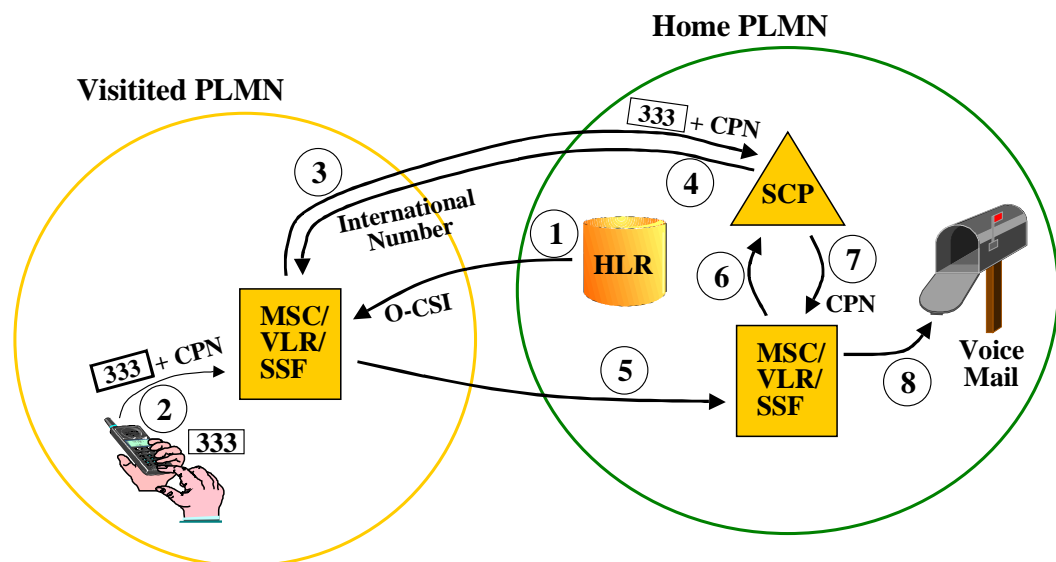 Home PLMN
Visitited PLMN
333 + CPN
3
4
SCP
International
Number
1
HLR
6
7
CPN
O-CSI
MSC/
VLR/
SSF
333 + CPN
2
333
5
MSC/
VLR/
SSF
8
Voice
Mail